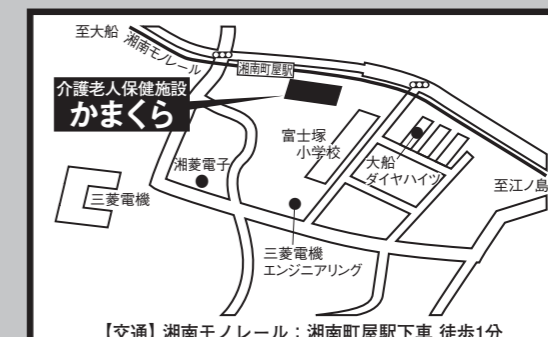 至大船
湘南モノレール
湘南町屋駅
介護老人保健施設
かまくら
富士塚
小学校
湘菱電子
大船
ダイヤハイツ
至江ノ島
三菱電機
三菱電機
エンジニアリング
【交通】湘南モノレール：湘南町屋駅下車 徒歩1分